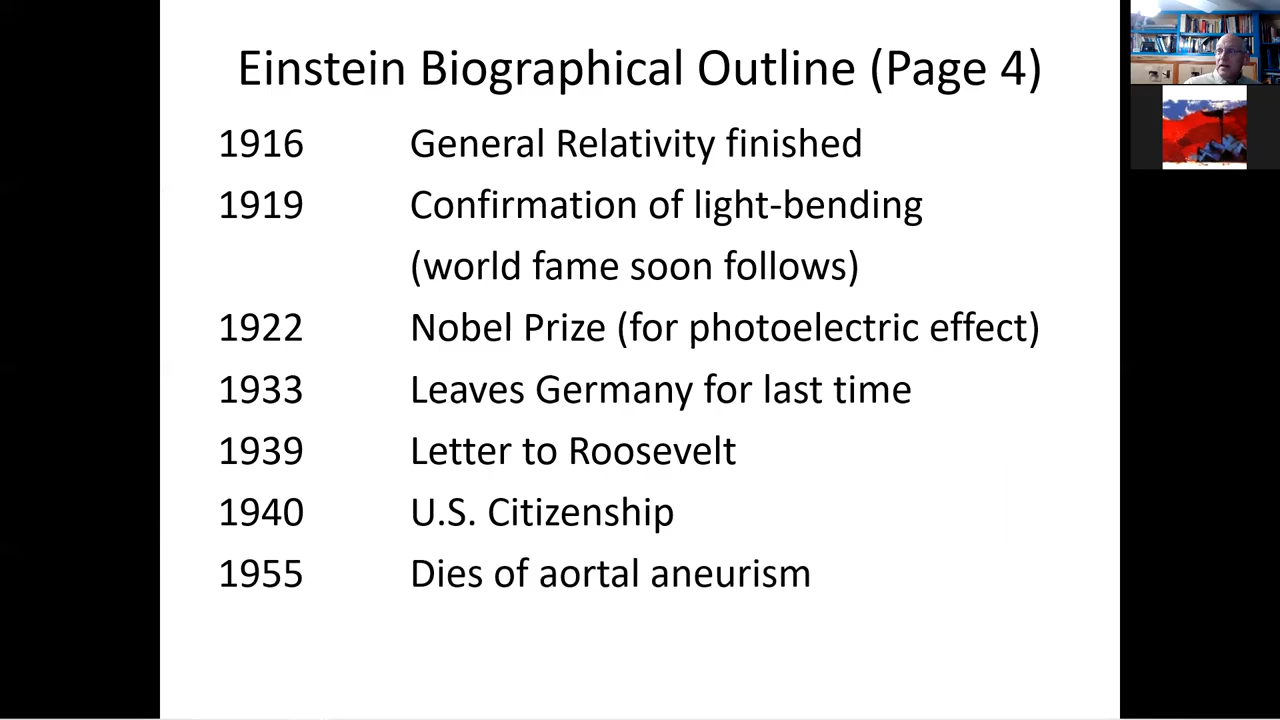 Einstein Biographical Outline (Page 4)
1916 General Relativity finished
1919 Confirmation of light-bending
(world fame soon follows)
1922 Nobel Prize (for photoelectric effect)
1933 Leaves Germany for last time
1939 Letter to Roosevelt
1940 U.S. Citizenship
1955 Dies of aortal aneurism